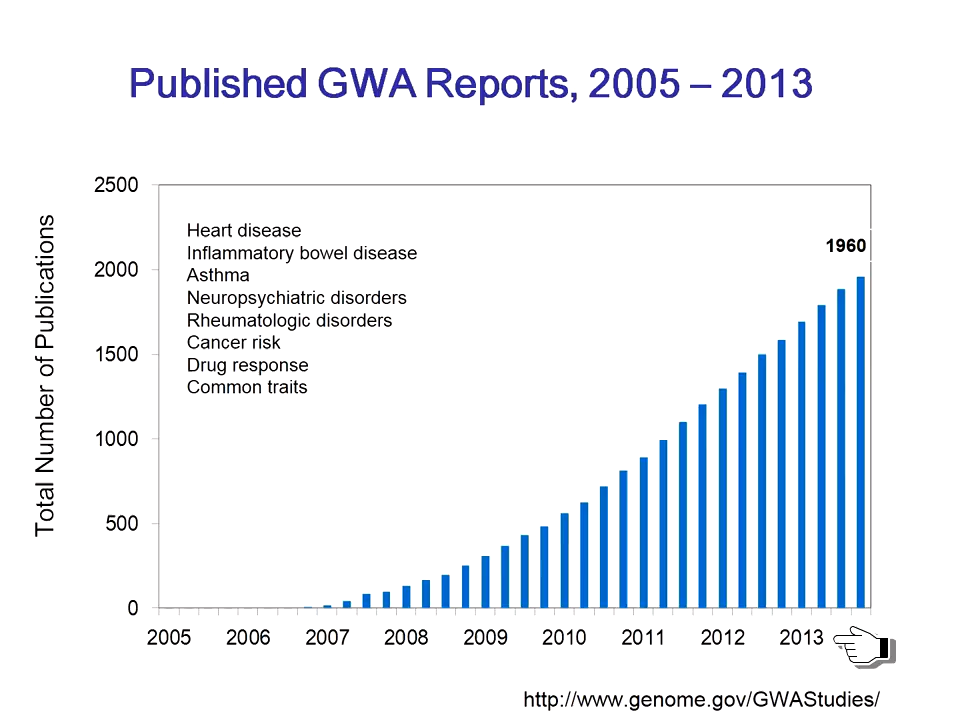 Published GWA Reports, 2005 – 2013
Total Number of Publications
2500
2000
1500
1000
500
0
Heart disease
Inflammatory bowel disease
Asthma
Neuropsychiatric disorders
Rheumatologic disorders
Cancer risk
Drug response
Common traits
1960
2005 2006 2007 2008 2009 2010 2011 2012 2013
http://www.genome.gov/GWAStudies/